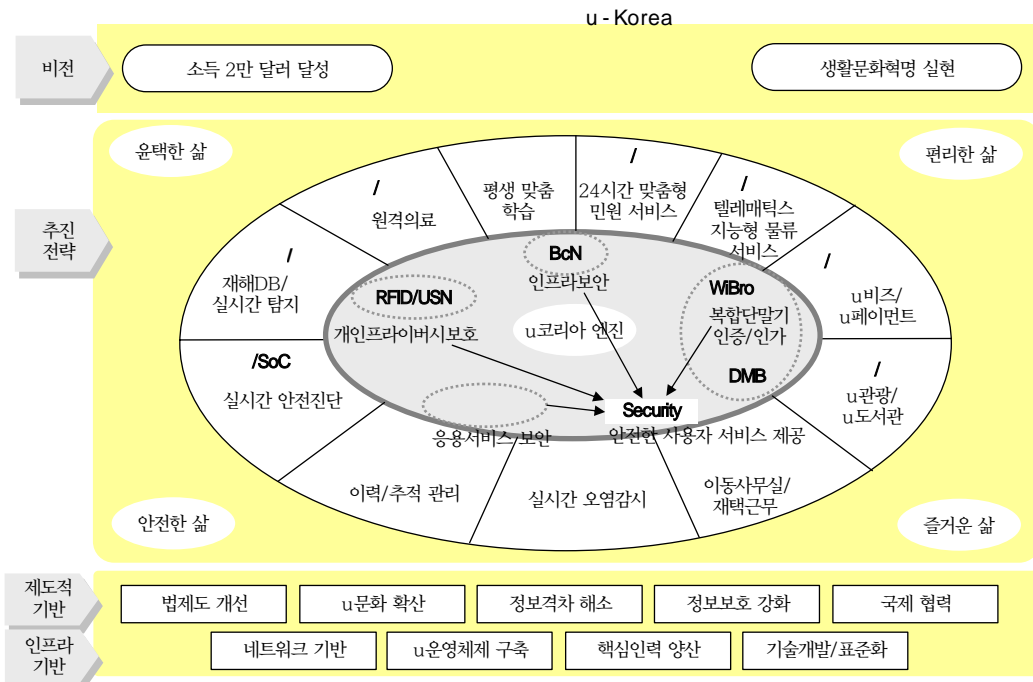 u - Korea
비전
소득 2만 달러 달성
생활문화혁명 실현
윤택한 삶
편리한 삶
추진
전략
/
원격의료
평생 맞춤
학습
/
24시간 맞춤형
민원 서비스
/
텔레매틱스
지능형 물류
서비스
/
재해DB/
실시간 탐지
/
u비즈/
u페이먼트
BcN
인프라보안
RFID/USN
개인프라이버시보호
u코리아 엔진
WiBro
복합단말기
인증/인가
DMB
/SoC
실시간 안전진단
/
u관광/
u도서관
Security
응용서비스 보안
안전한 사용자 서비스 제공
이력/추적 관리
실시간 오염감시
이동사무실/
재택근무
안전한 삶
즐거운 삶
제도적
기반
법제도 개선
u문화 확산
정보격차 해소
정보보호 강화
국제 협력
인프라
기반
네트워크 기반
u운영체제 구축
핵심인력 양산
기술개발/표준화